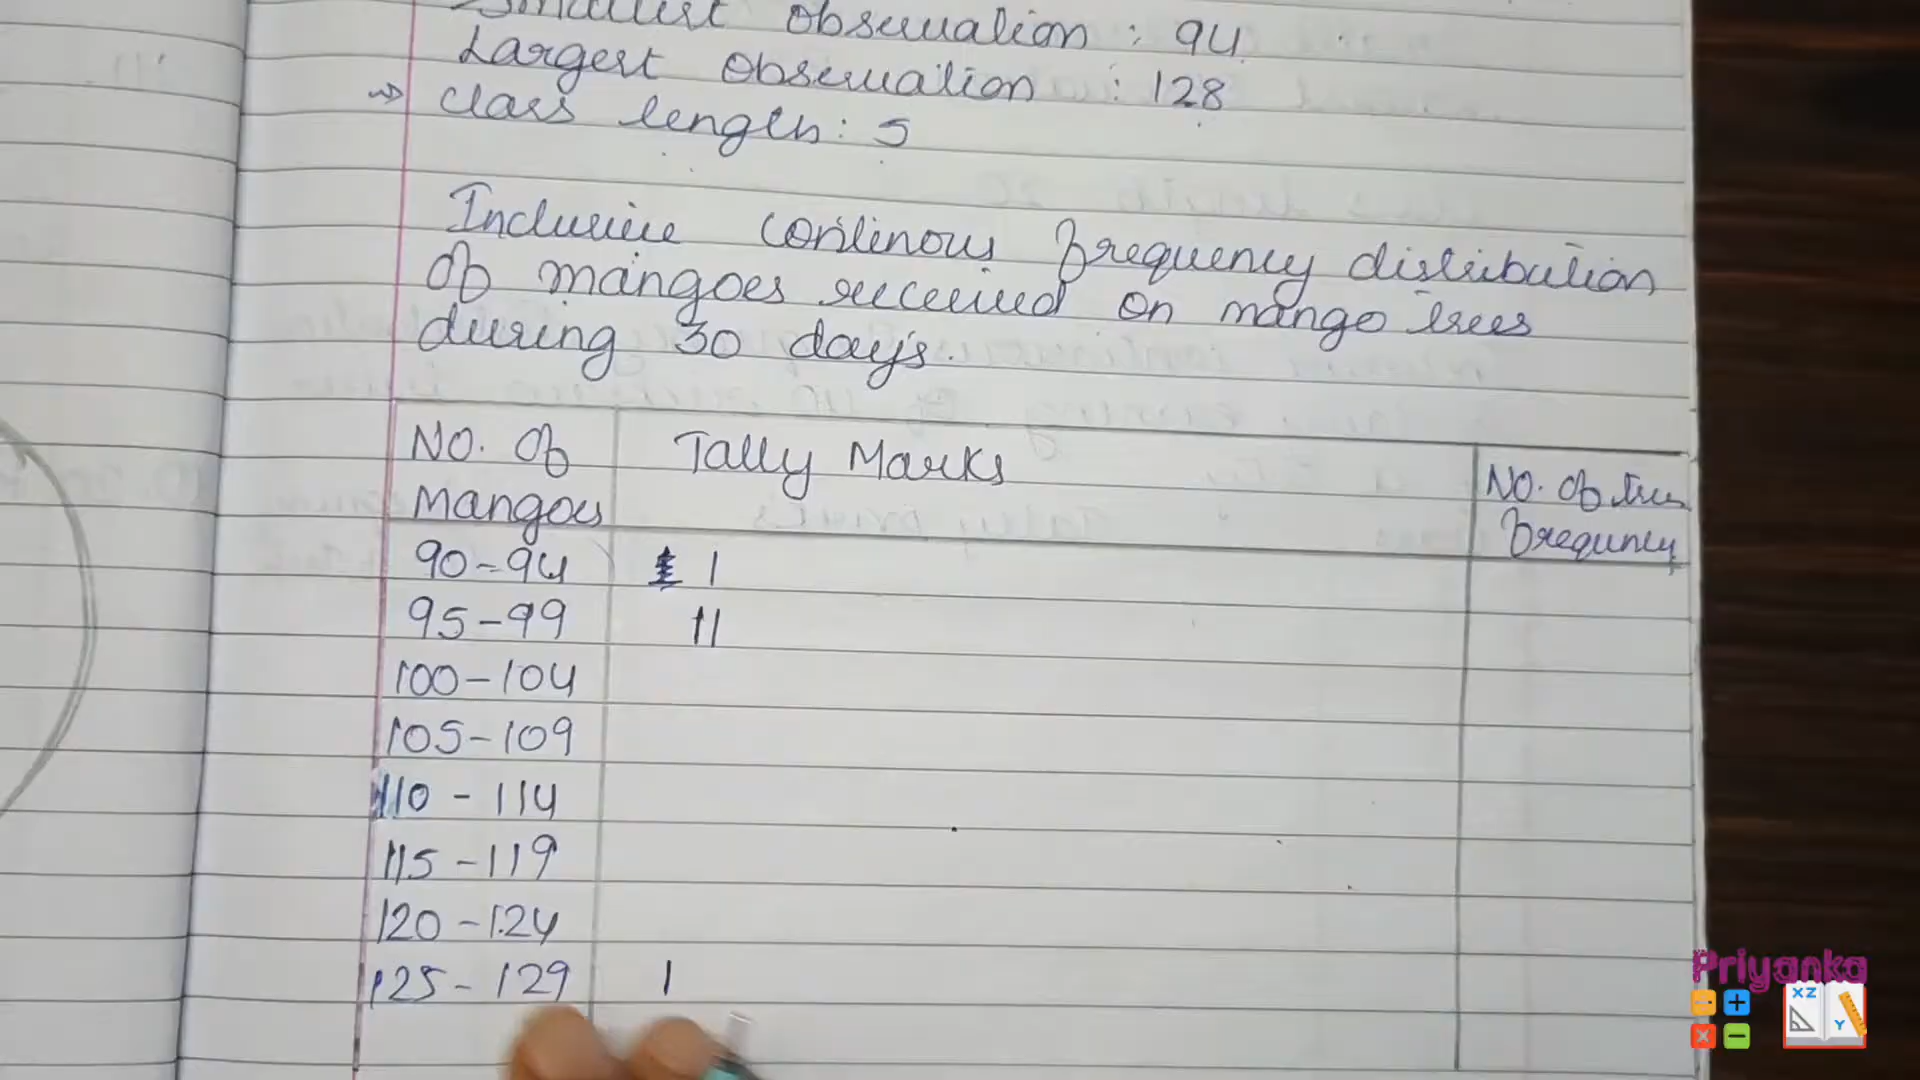 Smallest observation : 94
Largest observation : 128
⇒ class length : 5
Inclusive continous frequency distribution
of mangoes received on mango trees
during 30 days.
No. of Mangoes Tally Marks No. of trees frequency
90-94 |
95-99 ||
100-104
105-109
110-114
115-119
120-124
125-129 |
Priyanka
XZ
Y